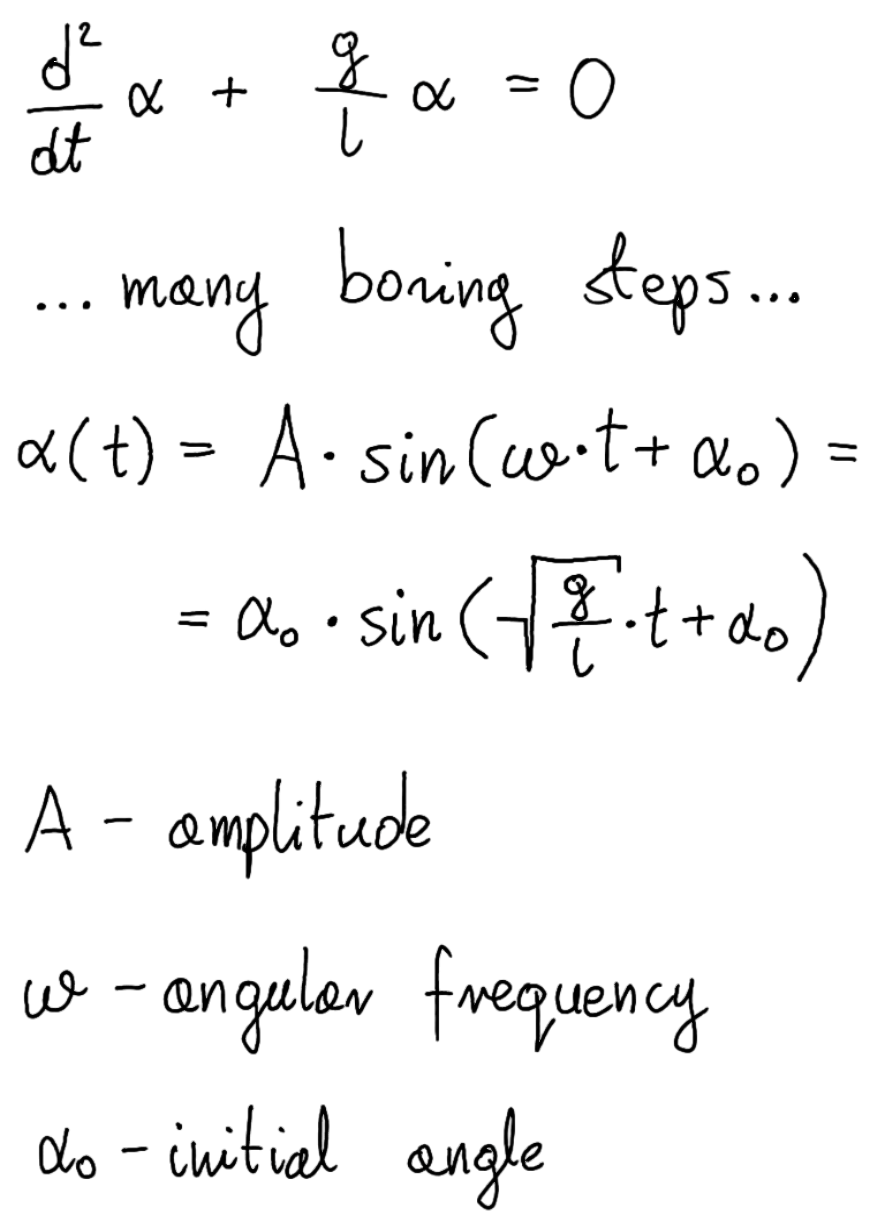 d²/dt α + g/l α = 0
... many boring steps...
α(t) = A · sin(ω·t + α₀) =
= α₀ · sin(√(g/l)·t + α₀)
A - amplitude
ω - angular frequency
α₀ - initial angle